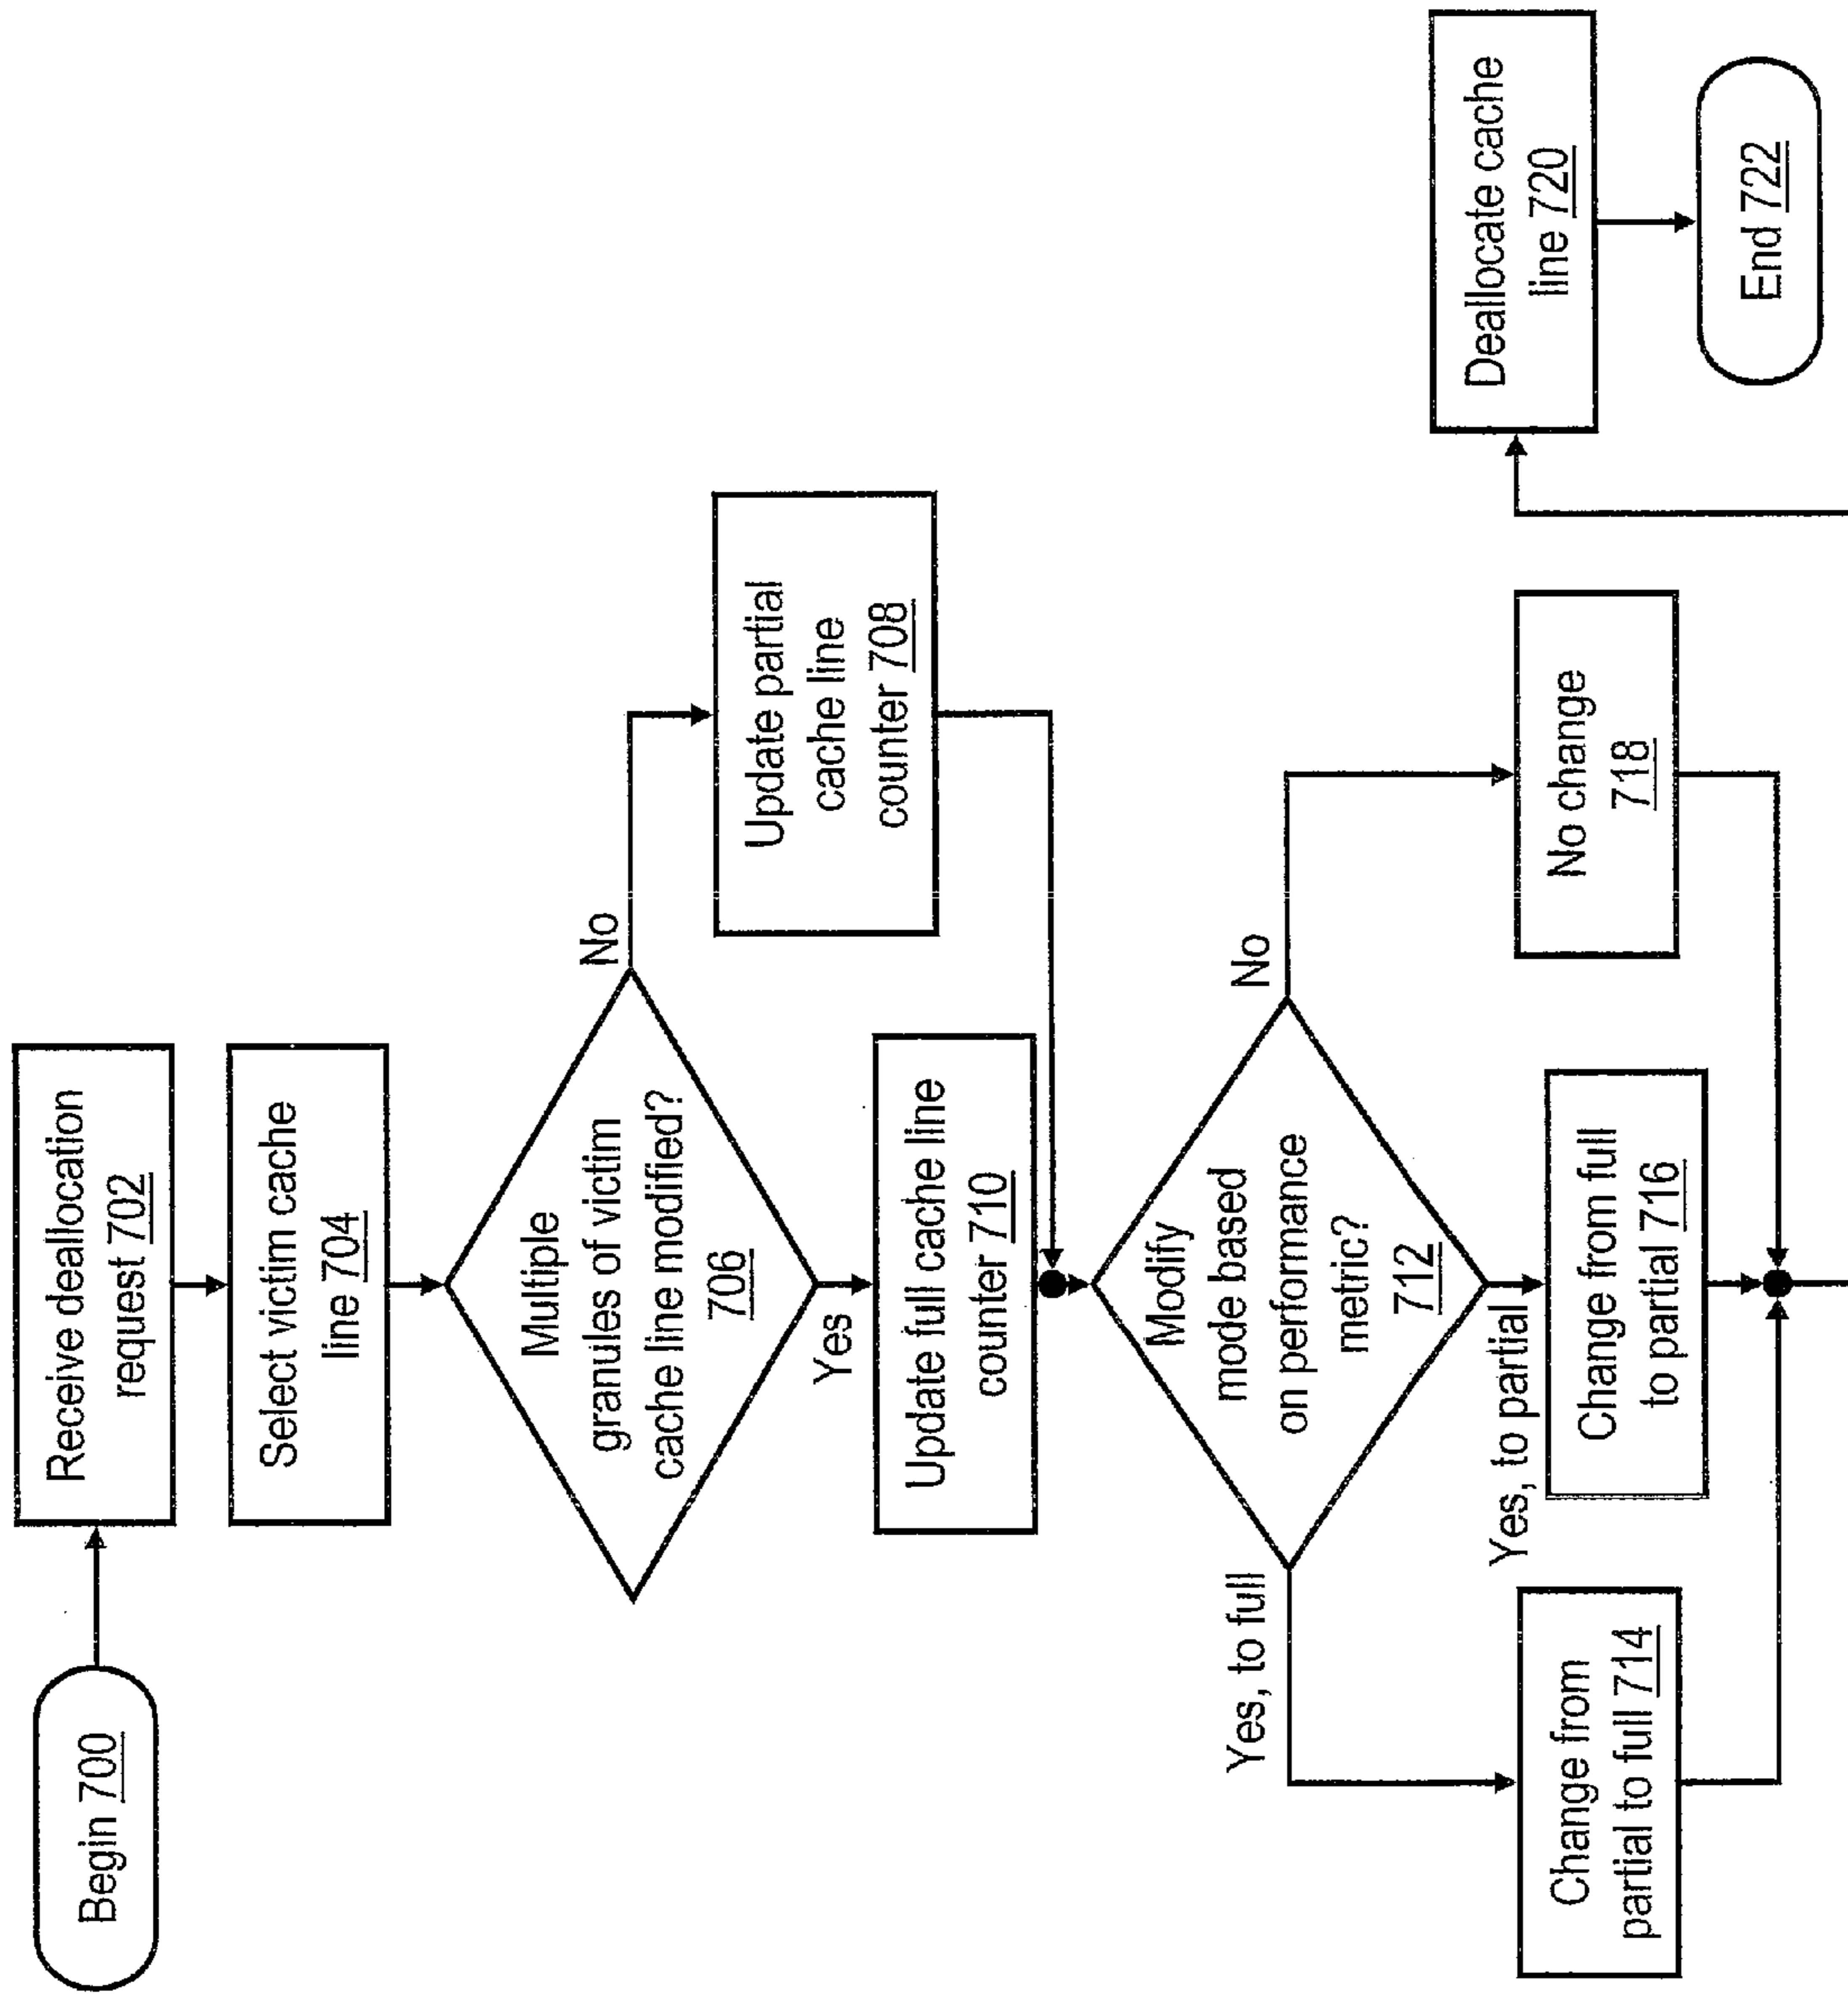 Begin 700
Receive deallocation
request 702
Select victim cache
line 704
Multiple
granules of victim
cache line modified?
706
No
Yes
Update partial
cache line
counter 708
Update full cache line
counter 710
Modify
mode based
on performance
metric?
712
Yes, to full
Yes, to partial
No
Change from
partial to full 714
Change from full
to partial 716
No change
718
Deallocate cache
line 720
End 722